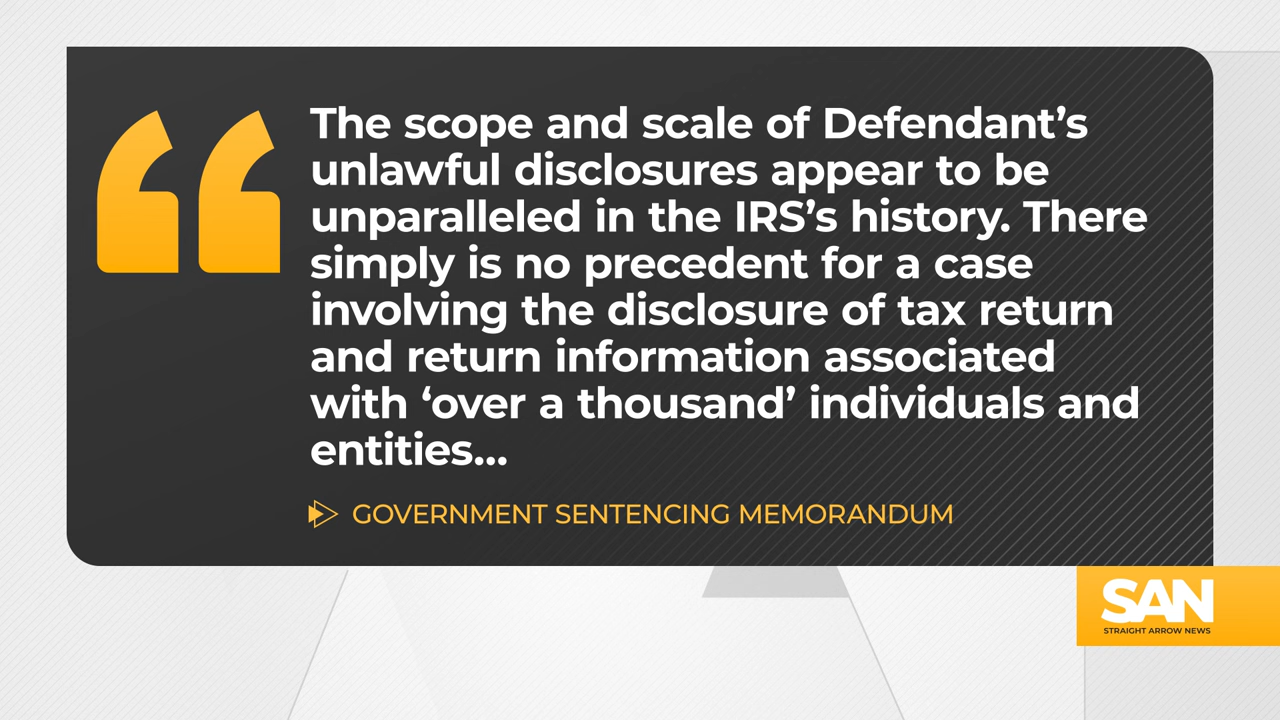 The scope and scale of Defendant’s
unlawful disclosures appear to be
unparalleled in the IRS’s history. There
simply is no precedent for a case
involving the disclosure of tax return
and return information associated
with ‘over a thousand’ individuals and
entities...
GOVERNMENT SENTENCING MEMORANDUM
SAN
STRAIGHT ARROW NEWS